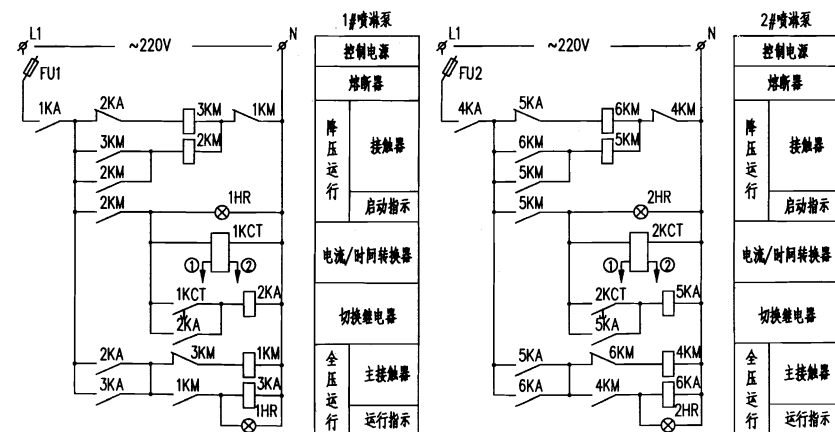 1#喷淋泵
L1 ~220V N
控制电源
FU1
熔断器
1KA 2KA 3KM 1KM
3KM 2KM
2KM
降压运行
接触器
2KM 1HR
启动指示
1KCT
① ②
电流/时间转换器
1KCT 2KA
2KA
切换继电器
2KA 3KM 1KM
3KA 1KM 3KA
1HR
全压运行
主接触器
运行指示
2#喷淋泵
L1 ~220V N
控制电源
FU2
熔断器
4KA 5KA 6KM 4KM
6KM 5KM
5KM
降压运行
接触器
5KM 2HR
启动指示
2KCT
① ②
电流/时间转换器
2KCT 5KA
5KA
切换继电器
5KA 6KM 4KM
6KA 4KM 6KA
2HR
全压运行
主接触器
运行指示